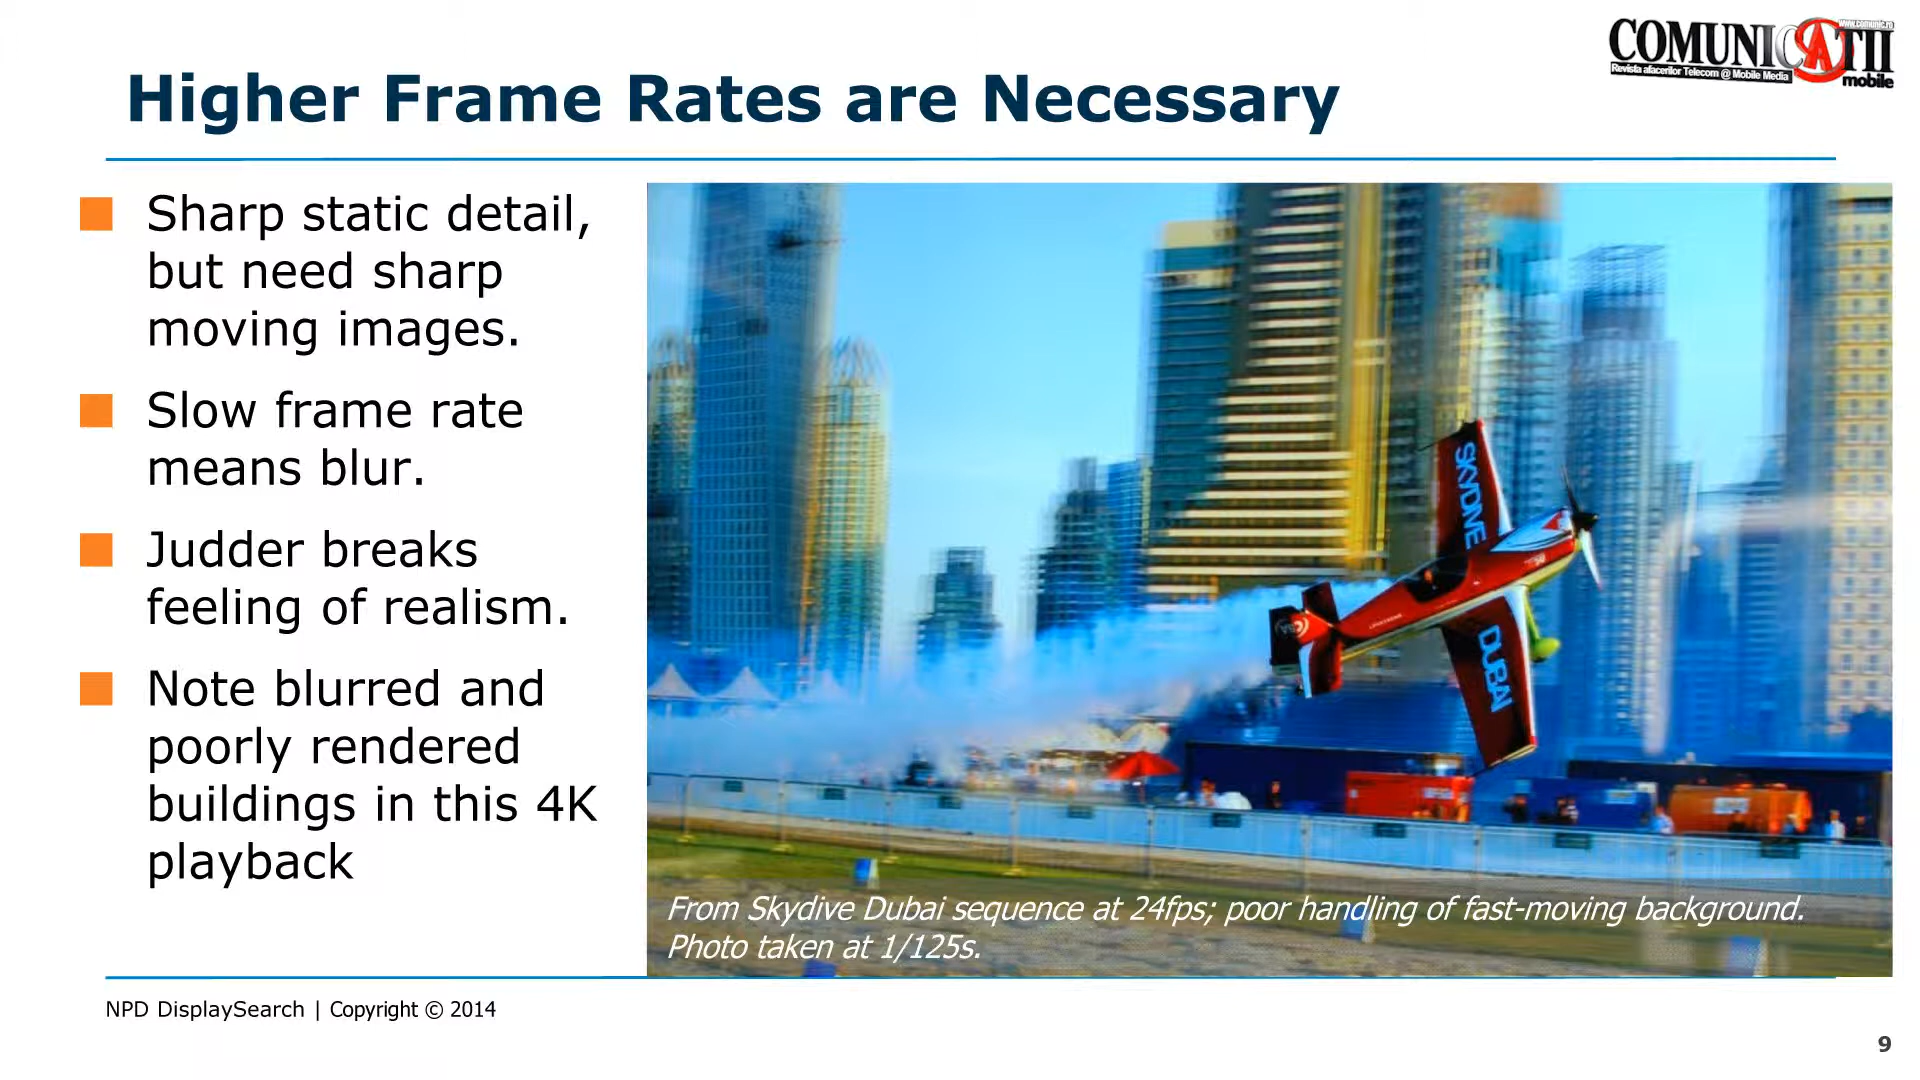 COMUNICATII
www.comunic.ro
Revista afacerilor Telecom @ Mobile Media
mobile
Higher Frame Rates are Necessary
Sharp static detail,
but need sharp
moving images.
Slow frame rate
means blur.
Judder breaks
feeling of realism.
Note blurred and
poorly rendered
buildings in this 4K
playback
SKYDIVE
DUBAI
From Skydive Dubai sequence at 24fps; poor handling of fast-moving background.
Photo taken at 1/125s.
NPD DisplaySearch | Copyright © 2014
9